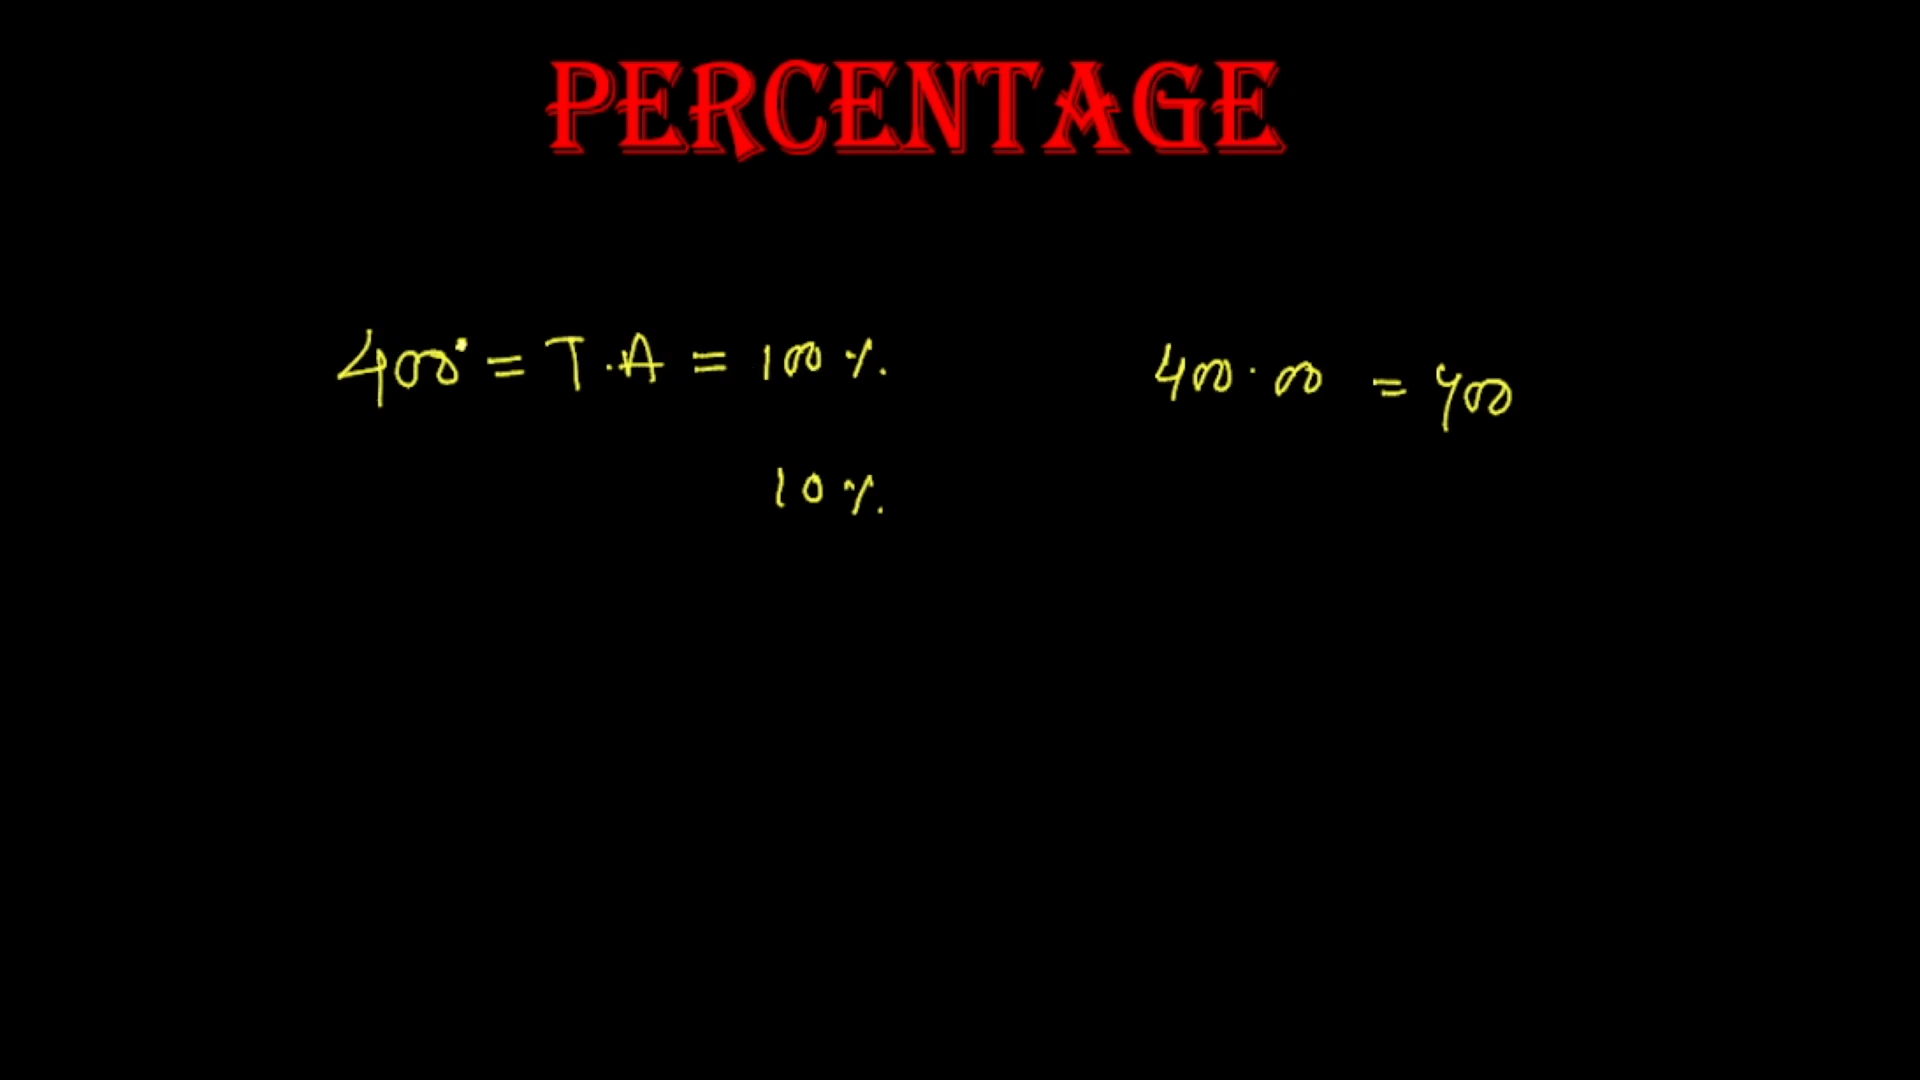 PERCENTAGE
400. = T.A = 100 %.
400.00 = 400
10 %.